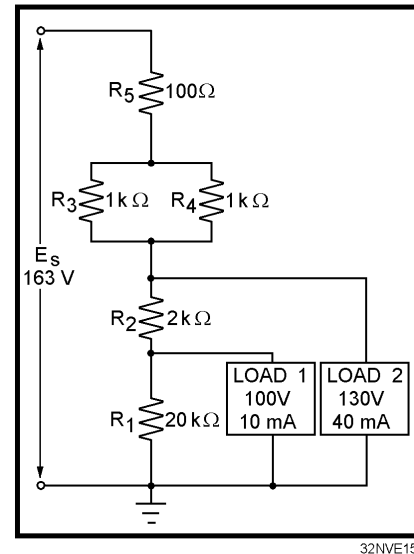 R5 100Ω
R3 1kΩ R4 1kΩ
Es
163 V
R2 2kΩ
R1 20kΩ
LOAD 1
100V
10 mA
LOAD 2
130V
40 mA
32NVE15